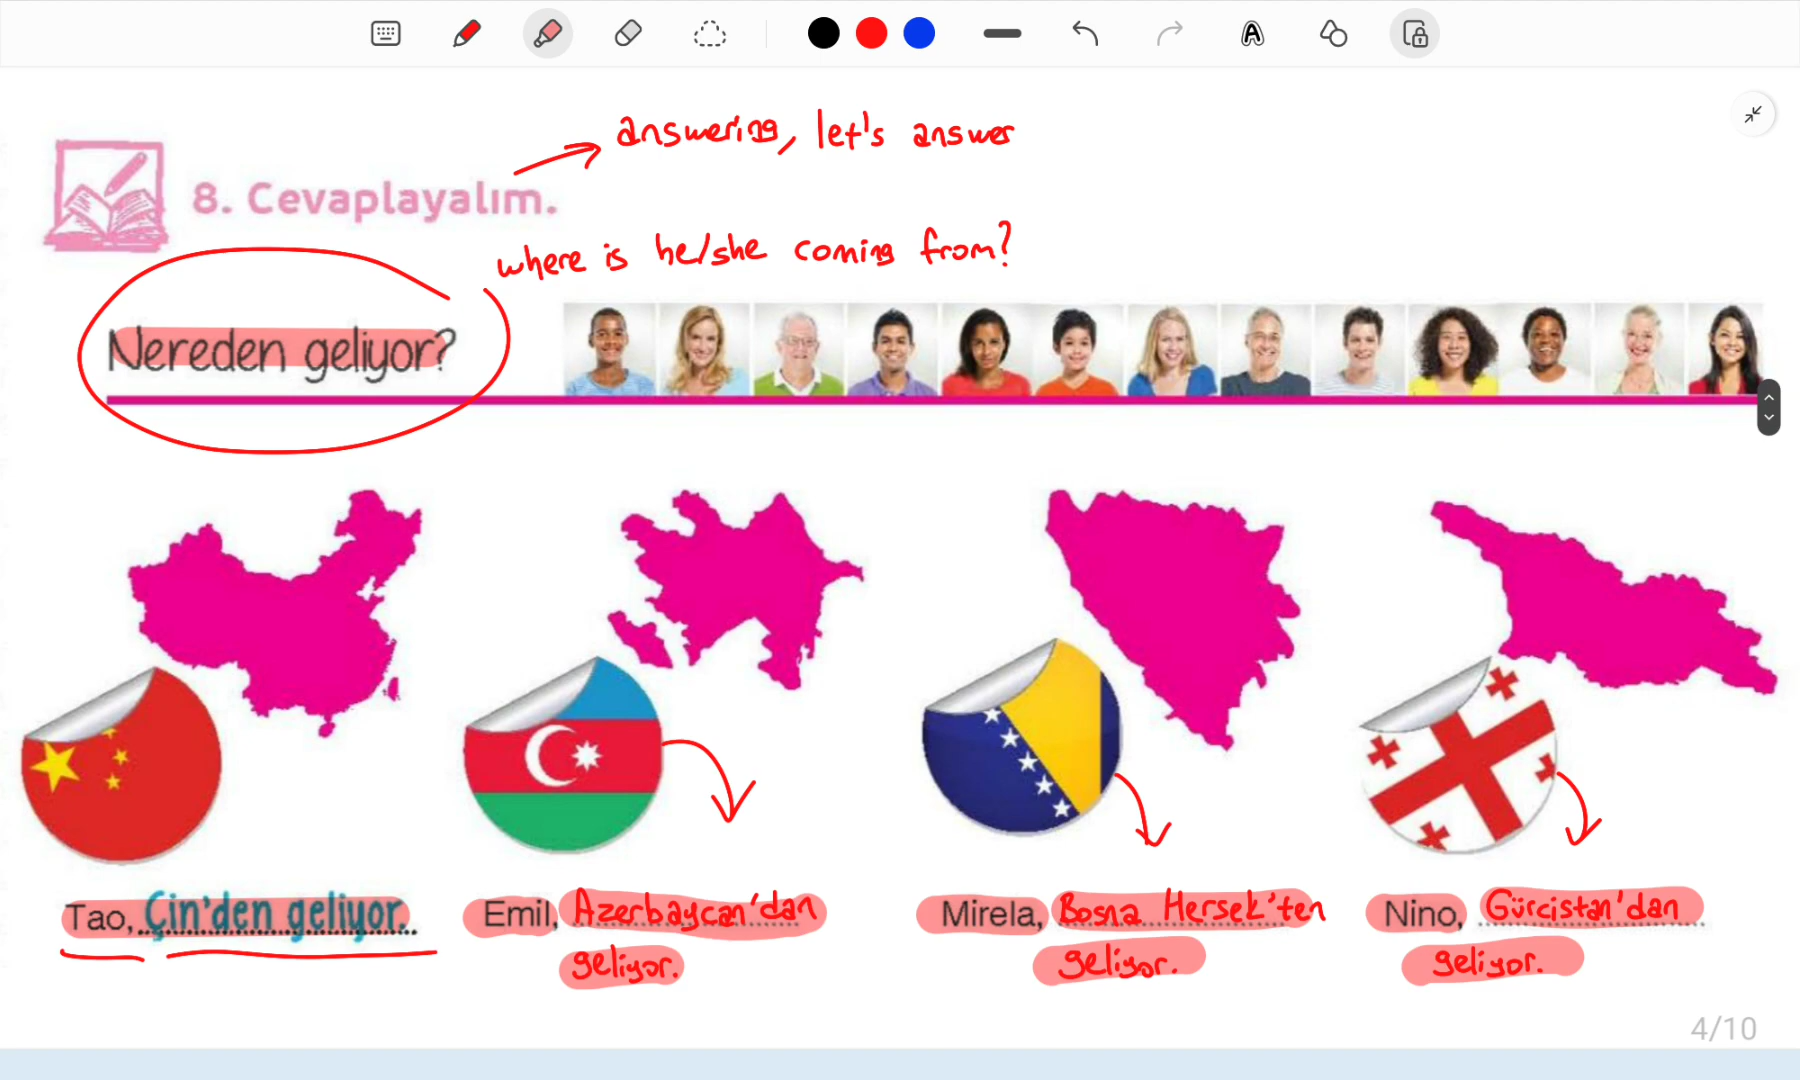 answering, let's answer
8. Cevaplayalım.
where is he/she coming from?
Nereden geliyor?
Tao, Çin'den geliyor.
Emil, Azerbaycan'dan
geliyor.
Mirela, Bosna Hersek'ten
geliyor.
Nino, Gürcistan'dan
geliyor.
4/10